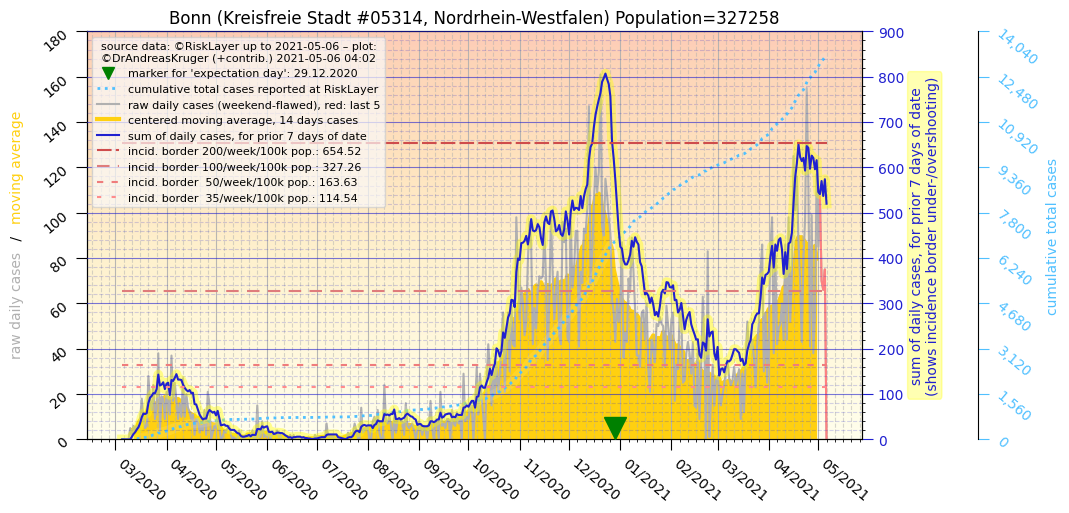 Bonn (Kreisfreie Stadt #05314, Nordrhein-Westfalen) Population=327258
source data: ©RiskLayer up to 2021-05-06 – plot:
©DrAndreasKruger (+contrib.) 2021-05-06 04:02
marker for 'expectation day': 29.12.2020
cumulative total cases reported at RiskLayer
raw daily cases (weekend-flawed), red: last 5
centered moving average, 14 days cases
sum of daily cases, for prior 7 days of date
incid. border 200/week/100k pop.: 654.52
incid. border 100/week/100k pop.: 327.26
incid. border  50/week/100k pop.: 163.63
incid. border  35/week/100k pop.: 114.54
raw daily cases  /  moving average
180
160
140
120
100
80
60
40
20
0
03/2020
04/2020
05/2020
06/2020
07/2020
08/2020
09/2020
10/2020
11/2020
12/2020
01/2021
02/2021
03/2021
04/2021
05/2021
900
800
700
600
500
400
300
200
100
0
sum of daily cases, for prior 7 days of date
(shows incidence border under-/overshooting)
14,040
12,480
10,920
9,360
7,800
6,240
4,680
3,120
1,560
0
cumulative total cases